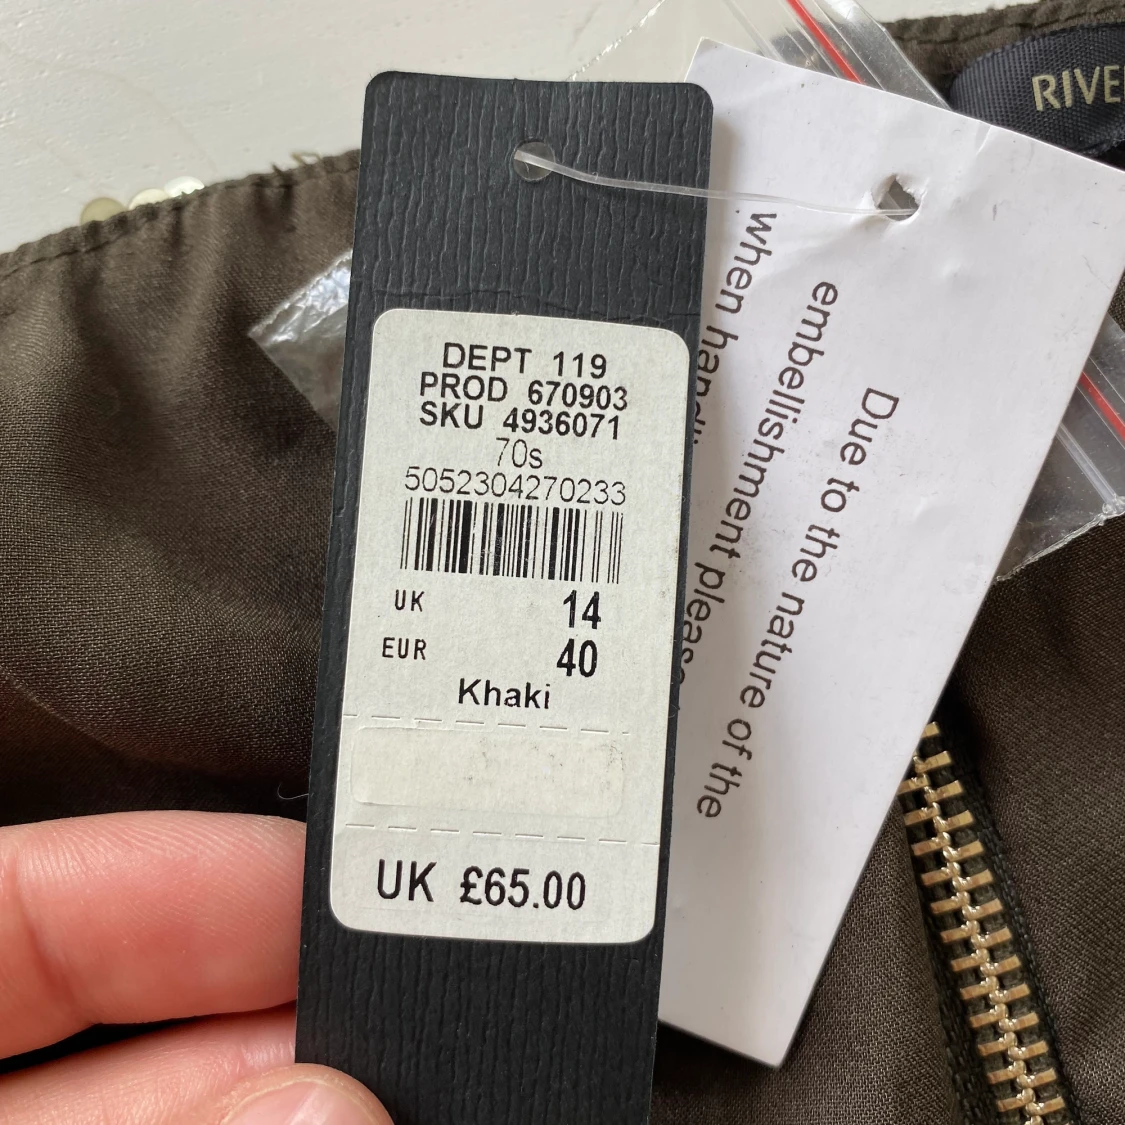 DEPT 119
PROD 670903
SKU 4936071
70s
5052304270233
UK 14
EUR 40
Khaki
UK £65.00
Due to the nature of the
embellishment please
when
RIVE